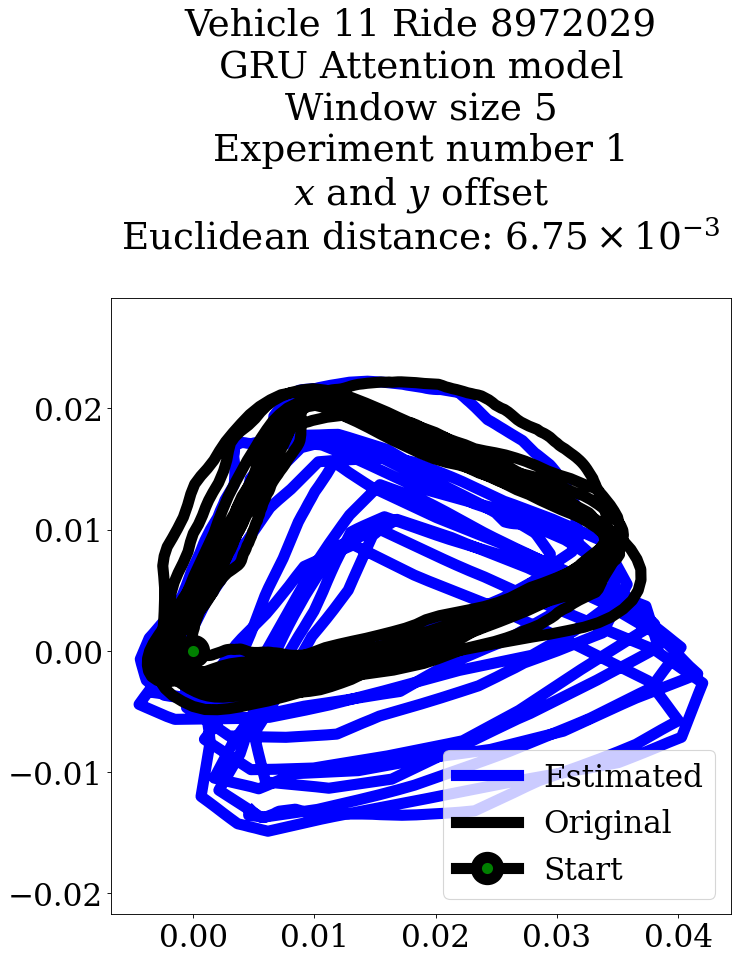 Vehicle 11 Ride 8972029
GRU Attention model
Window size 5
Experiment number 1
x and y offset
Euclidean distance: 6.75 × 10⁻³
0.02
0.01
0.00
−0.01
−0.02
Estimated
Original
Start
0.00 0.01 0.02 0.03 0.04